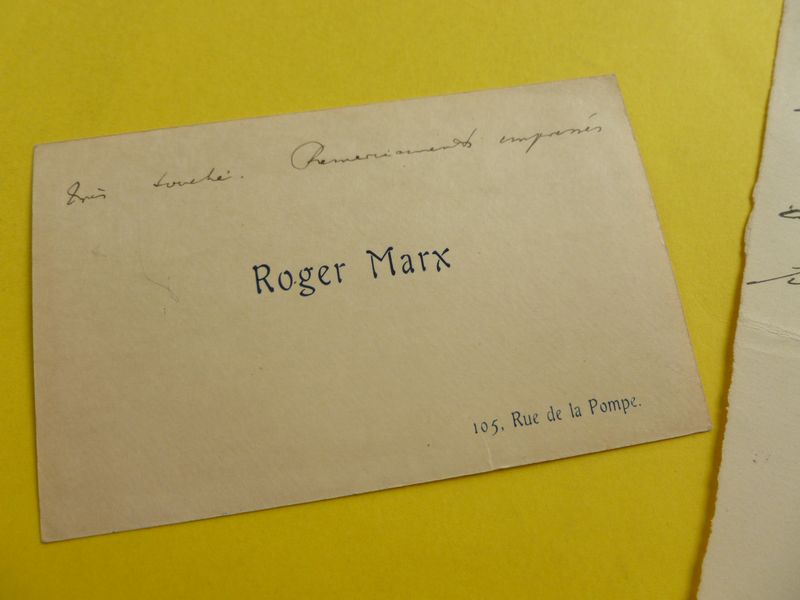 très touché. Remerciements empressés
Roger Marx
105, Rue de la Pompe.